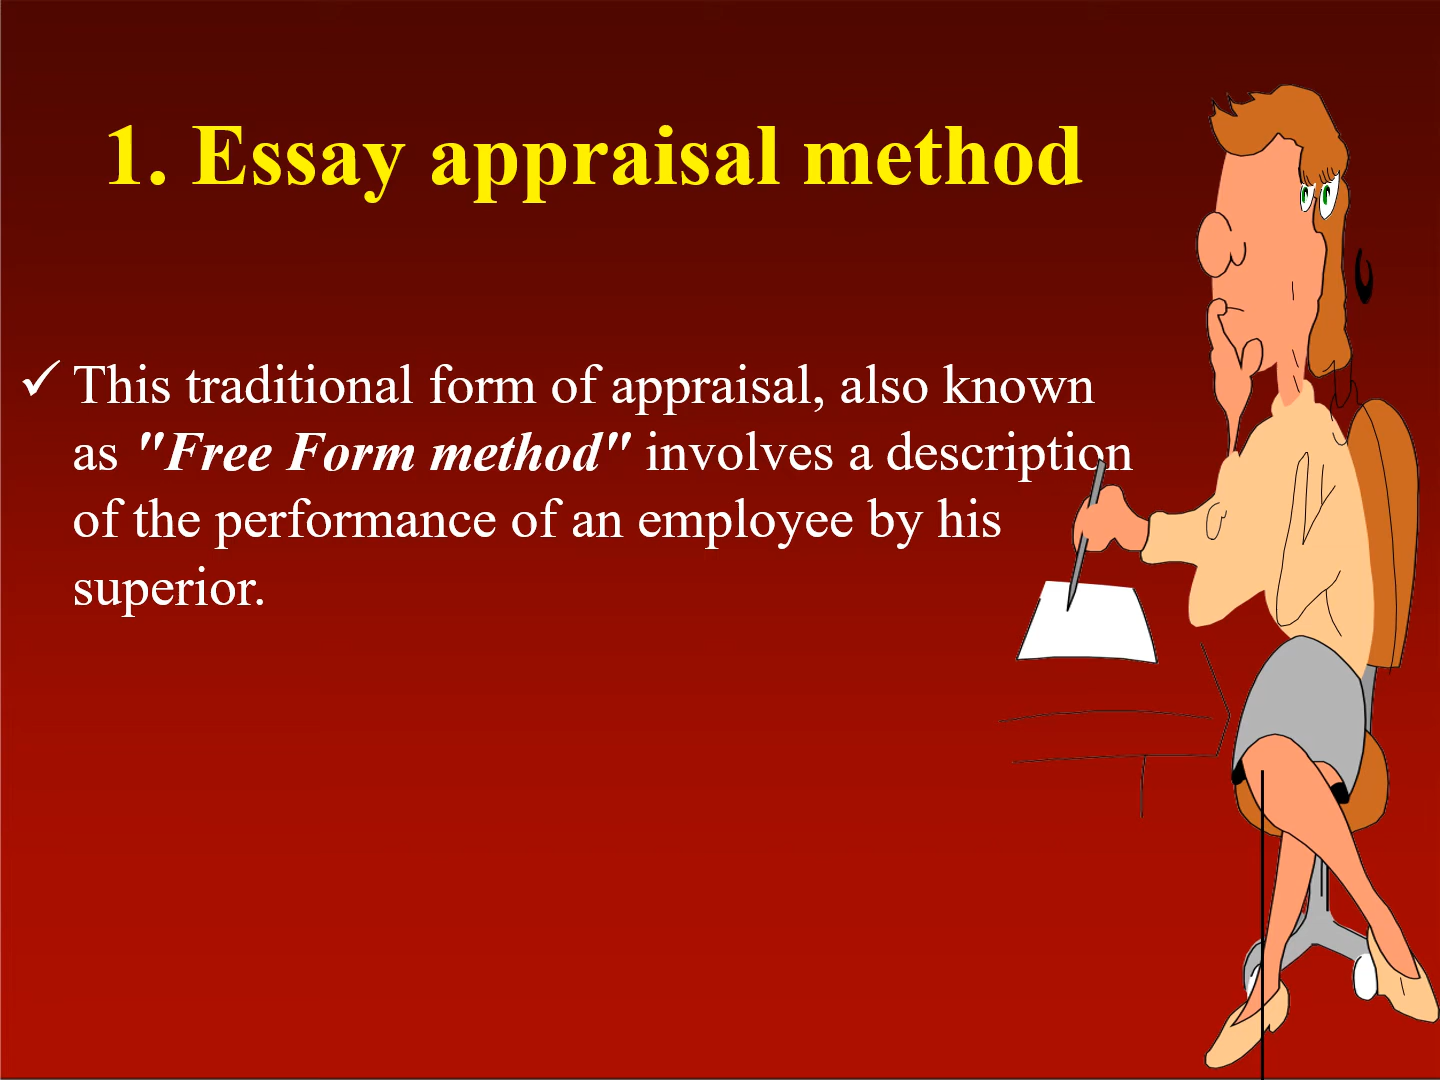 1. Essay appraisal method
✓ This traditional form of appraisal, also known
as "Free Form method" involves a description
of the performance of an employee by his
superior.